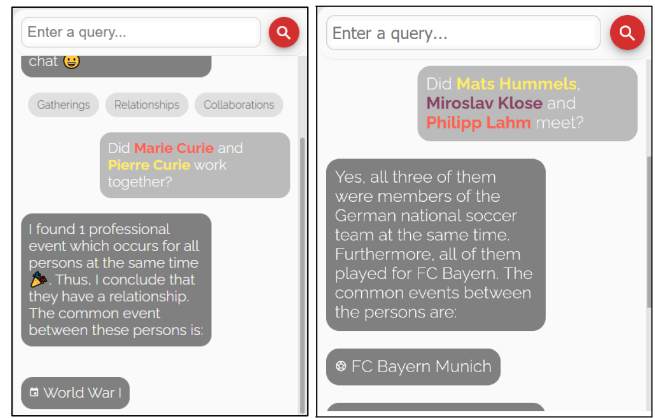 Enter a query...
chat 😀
Gatherings Relationships Collaborations
Did Marie Curie and
Pierre Curie work
together?
I found 1 professional
event which occurs for all
persons at the same time
🎉. Thus, I conclude that
they have a relationship.
The common event
between these persons is:
World War I
Enter a query...
Did Mats Hummels,
Miroslav Klose and
Philipp Lahm meet?
Yes, all three of them
were members of the
German national soccer
team at the same time.
Furthermore, all of them
played for FC Bayern. The
common events between
the persons are:
FC Bayern Munich